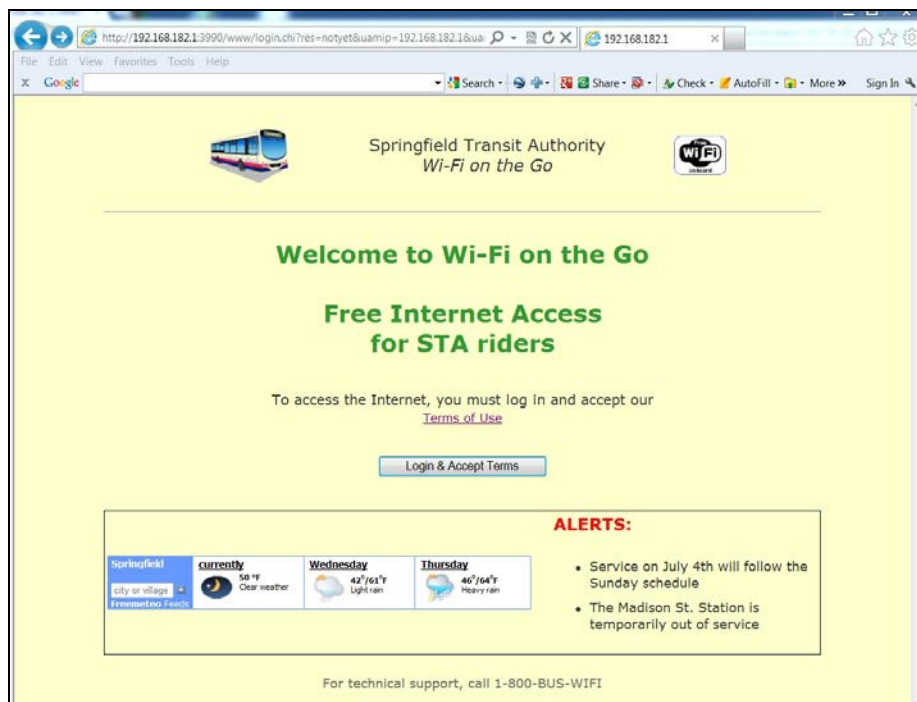 http://192.168.182.1:3990/www/login.chi?res=notyet&uamip=192.168.182.1&ua
192.168.182.1
File Edit View Favorites Tools Help
x Google Search Share Check AutoFill More » Sign In
Springfield Transit Authority
Wi-Fi on the Go
Free
Wi Fi
onboard
Welcome to Wi-Fi on the Go
Free Internet Access
for STA riders
To access the Internet, you must log in and accept our
Terms of Use
Login & Accept Terms
Springfield
city or village
Freemeteo Feeds
currently
50 °F
Clear weather
Wednesday
42°/61°F
Light rain
Thursday
46°/64°F
Heavy rain
ALERTS:
• Service on July 4th will follow the
Sunday schedule
• The Madison St. Station is
temporarily out of service
For technical support, call 1-800-BUS-WIFI